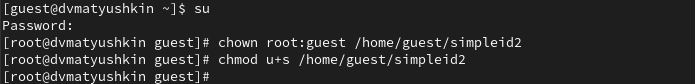 [guest@dvmatyushkin ~]$ su
Password:
[root@dvmatyushkin guest]# chown root:guest /home/guest/simpleid2
[root@dvmatyushkin guest]# chmod u+s /home/guest/simpleid2
[root@dvmatyushkin guest]#